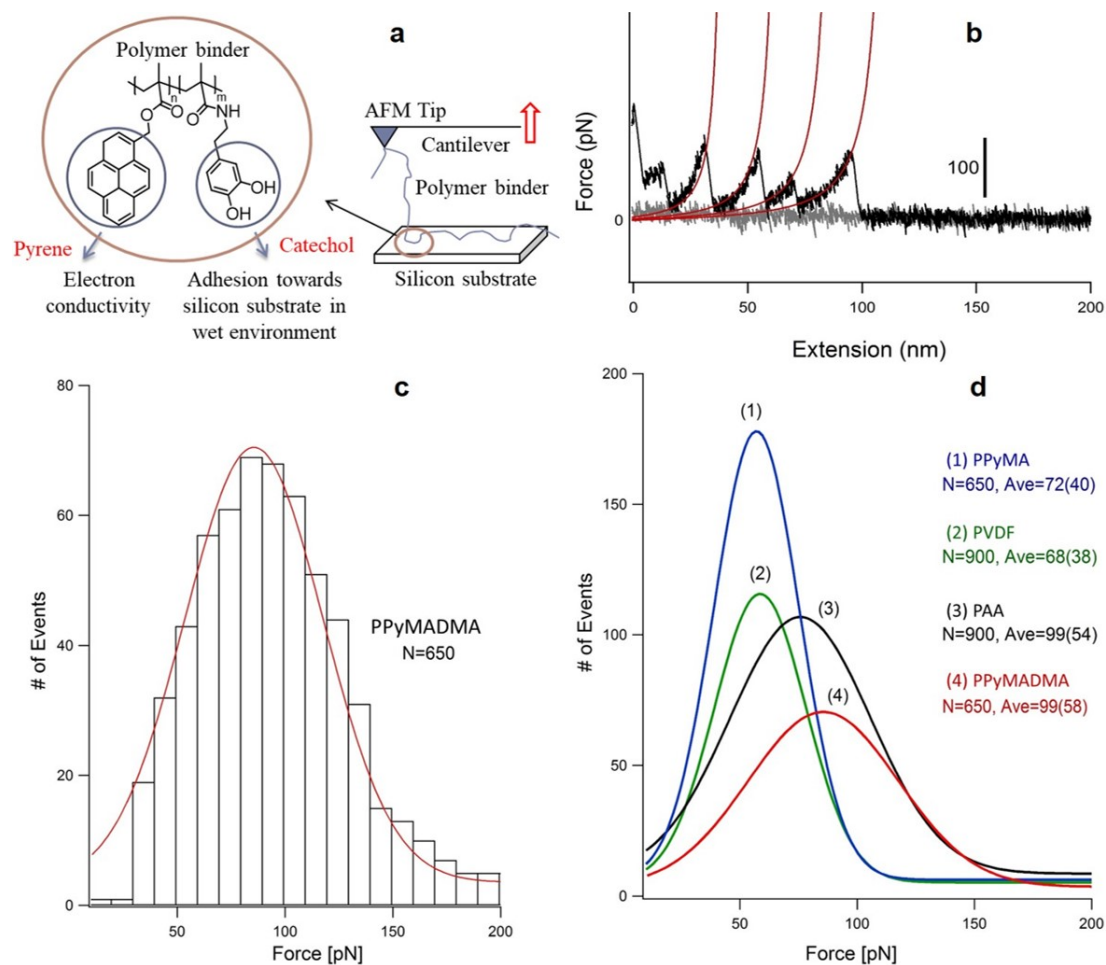 a
Polymer binder
n
m
O
O
O
NH
OH
OH
Pyrene
Catechol
Electron
conductivity
Adhesion towards
silicon substrate in
wet environment
AFM Tip
Cantilever
Polymer binder
Silicon substrate
b
Force (pN)
100
0
0
50
100
150
200
Extension (nm)
c
80
60
40
20
0
# of Events
PPyMADMA
N=650
50
100
150
200
Force [pN]
d
200
150
100
50
0
# of Events
(1)
(2)
(3)
(4)
(1) PPyMA
N=650, Ave=72(40)
(2) PVDF
N=900, Ave=68(38)
(3) PAA
N=900, Ave=99(54)
(4) PPyMADMA
N=650, Ave=99(58)
50
100
150
200
Force [pN]